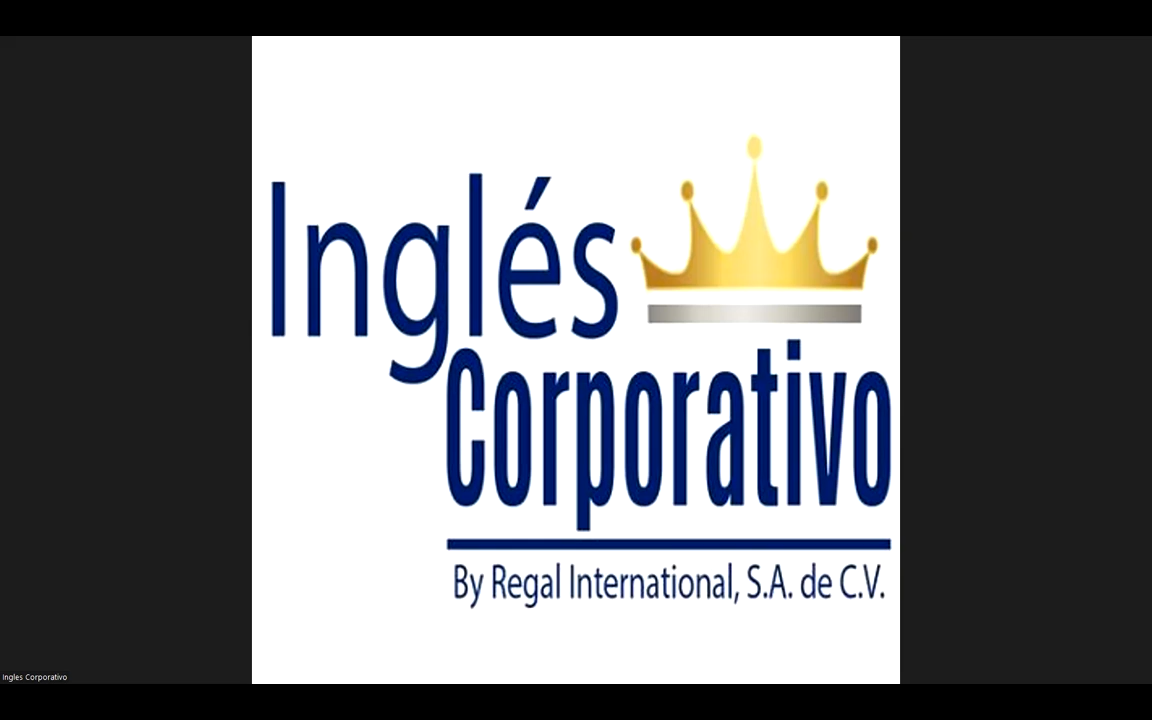 Inglés
Corporativo
By Regal International, S.A. de C.V.
Ingles Corporativo